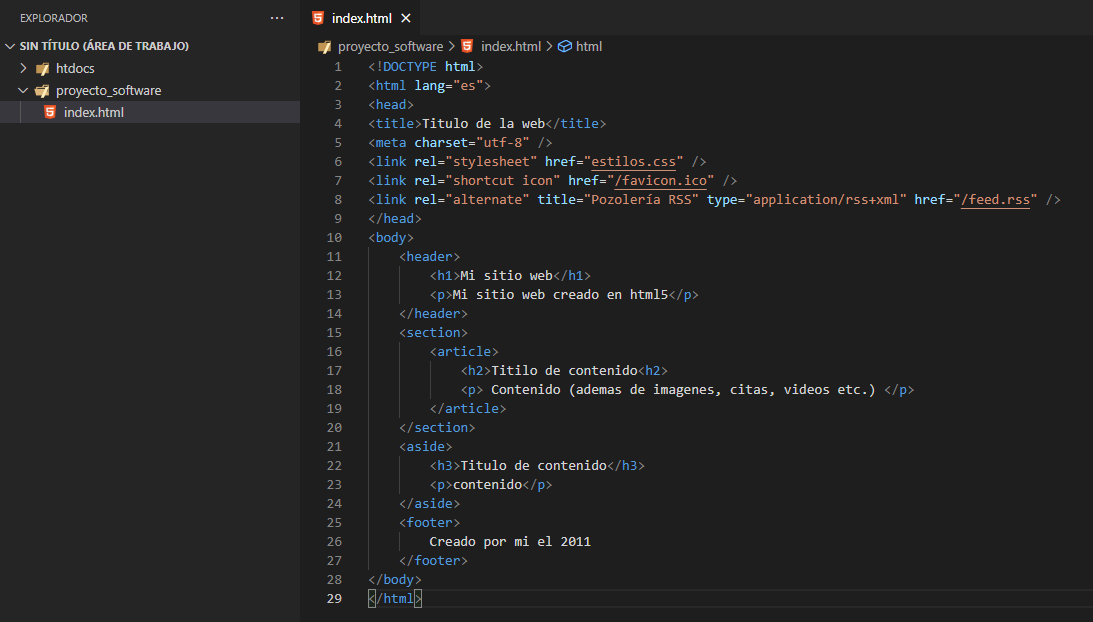 EXPLORADOR
SIN TÍTULO (ÁREA DE TRABAJO)
htdocs
proyecto_software
index.html
index.html
proyecto_software > index.html > html
1 <!DOCTYPE html>
2 <html lang="es">
3 <head>
4 <title>Titulo de la web</title>
5 <meta charset="utf-8" />
6 <link rel="stylesheet" href="estilos.css" />
7 <link rel="shortcut icon" href="/favicon.ico" />
8 <link rel="alternate" title="Pozolería RSS" type="application/rss+xml" href="/feed.rss" />
9 </head>
10 <body>
11     <header>
12         <h1>Mi sitio web</h1>
13         <p>Mi sitio web creado en html5</p>
14     </header>
15     <section>
16         <article>
17             <h2>Titilo de contenido<h2>
18             <p> Contenido (ademas de imagenes, citas, videos etc.) </p>
19         </article>
20     </section>
21     <aside>
22         <h3>Titulo de contenido</h3>
23         <p>contenido</p>
24     </aside>
25     <footer>
26         Creado por mi el 2011
27     </footer>
28 </body>
29 </html>